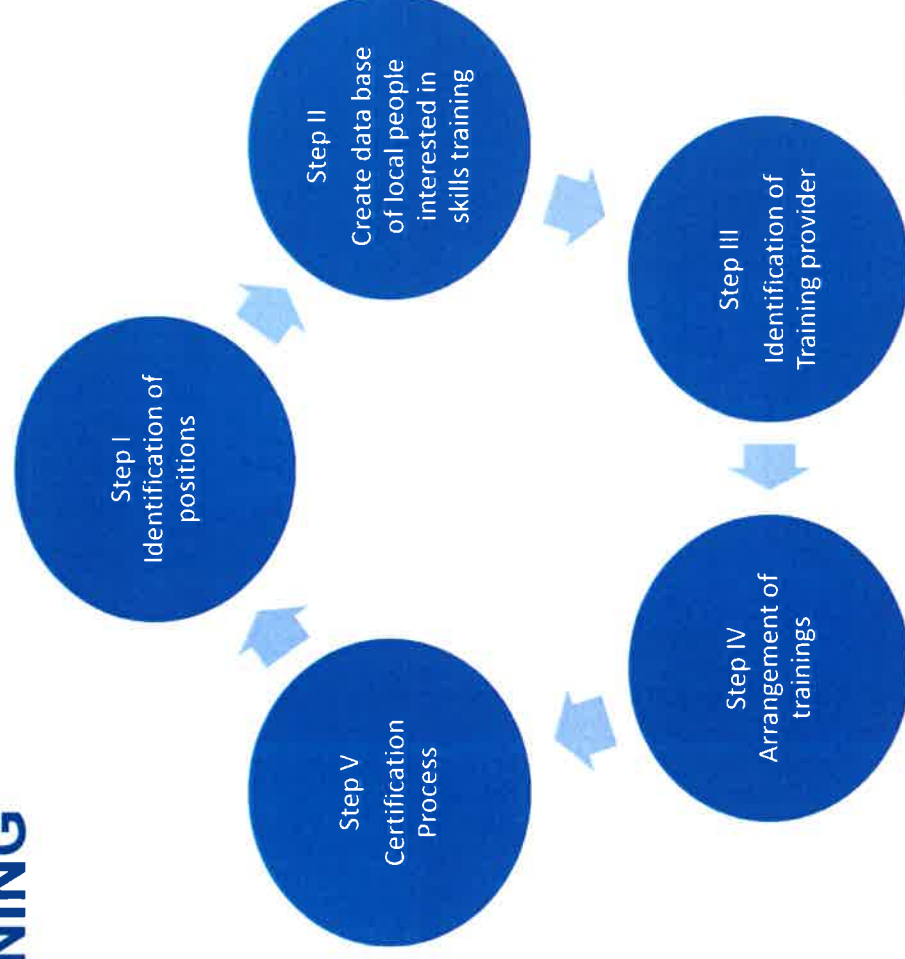 NING
Step I
Identification of
positions
Step II
Create data base
of local people
interested in
skills training
Step III
Identification of
Training provider
Step IV
Arrangement of
trainings
Step V
Certification
Process